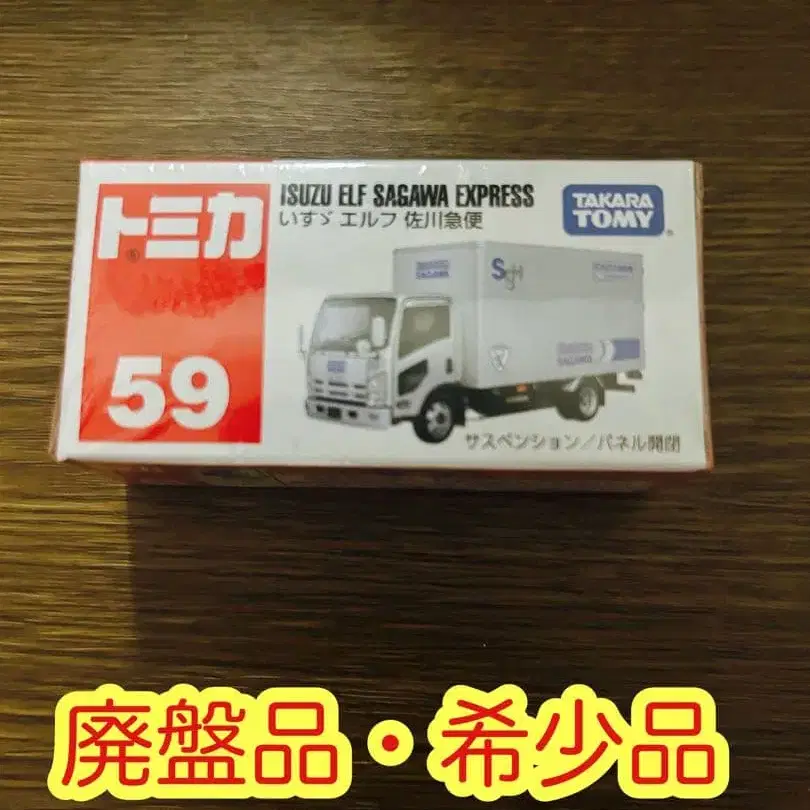 トミカ
59
ISUZU ELF SAGAWA EXPRESS
いすゞ エルフ 佐川急便
TAKARA
TOMY
SgH
SAGAWA
サスペンション/パネル開閉
廃盤品・希少品